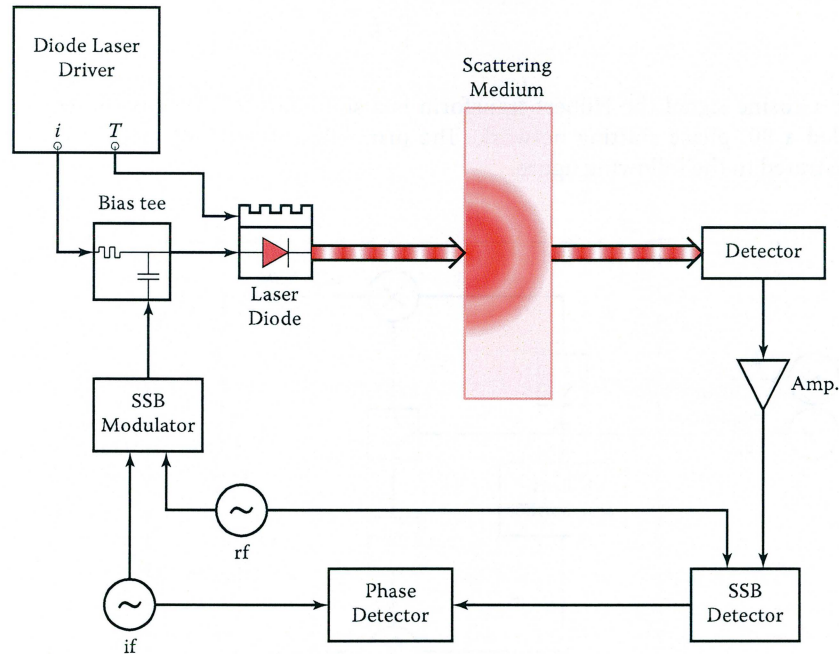 Diode Laser
Driver
i
T
Scattering
Medium
Bias tee
Detector
Laser
Diode
Amp.
SSB
Modulator
~
rf
~
if
Phase
Detector
SSB
Detector